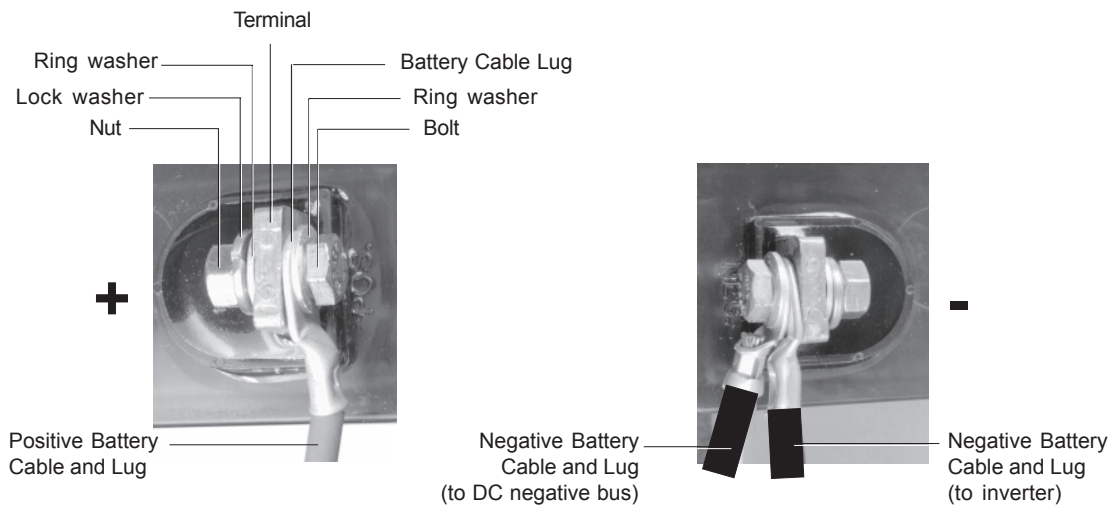 Terminal
Ring washer
Battery Cable Lug
Lock washer
Ring washer
Nut
Bolt
+
-
Positive Battery
Cable and Lug
Negative Battery
Cable and Lug
(to DC negative bus)
Negative Battery
Cable and Lug
(to inverter)